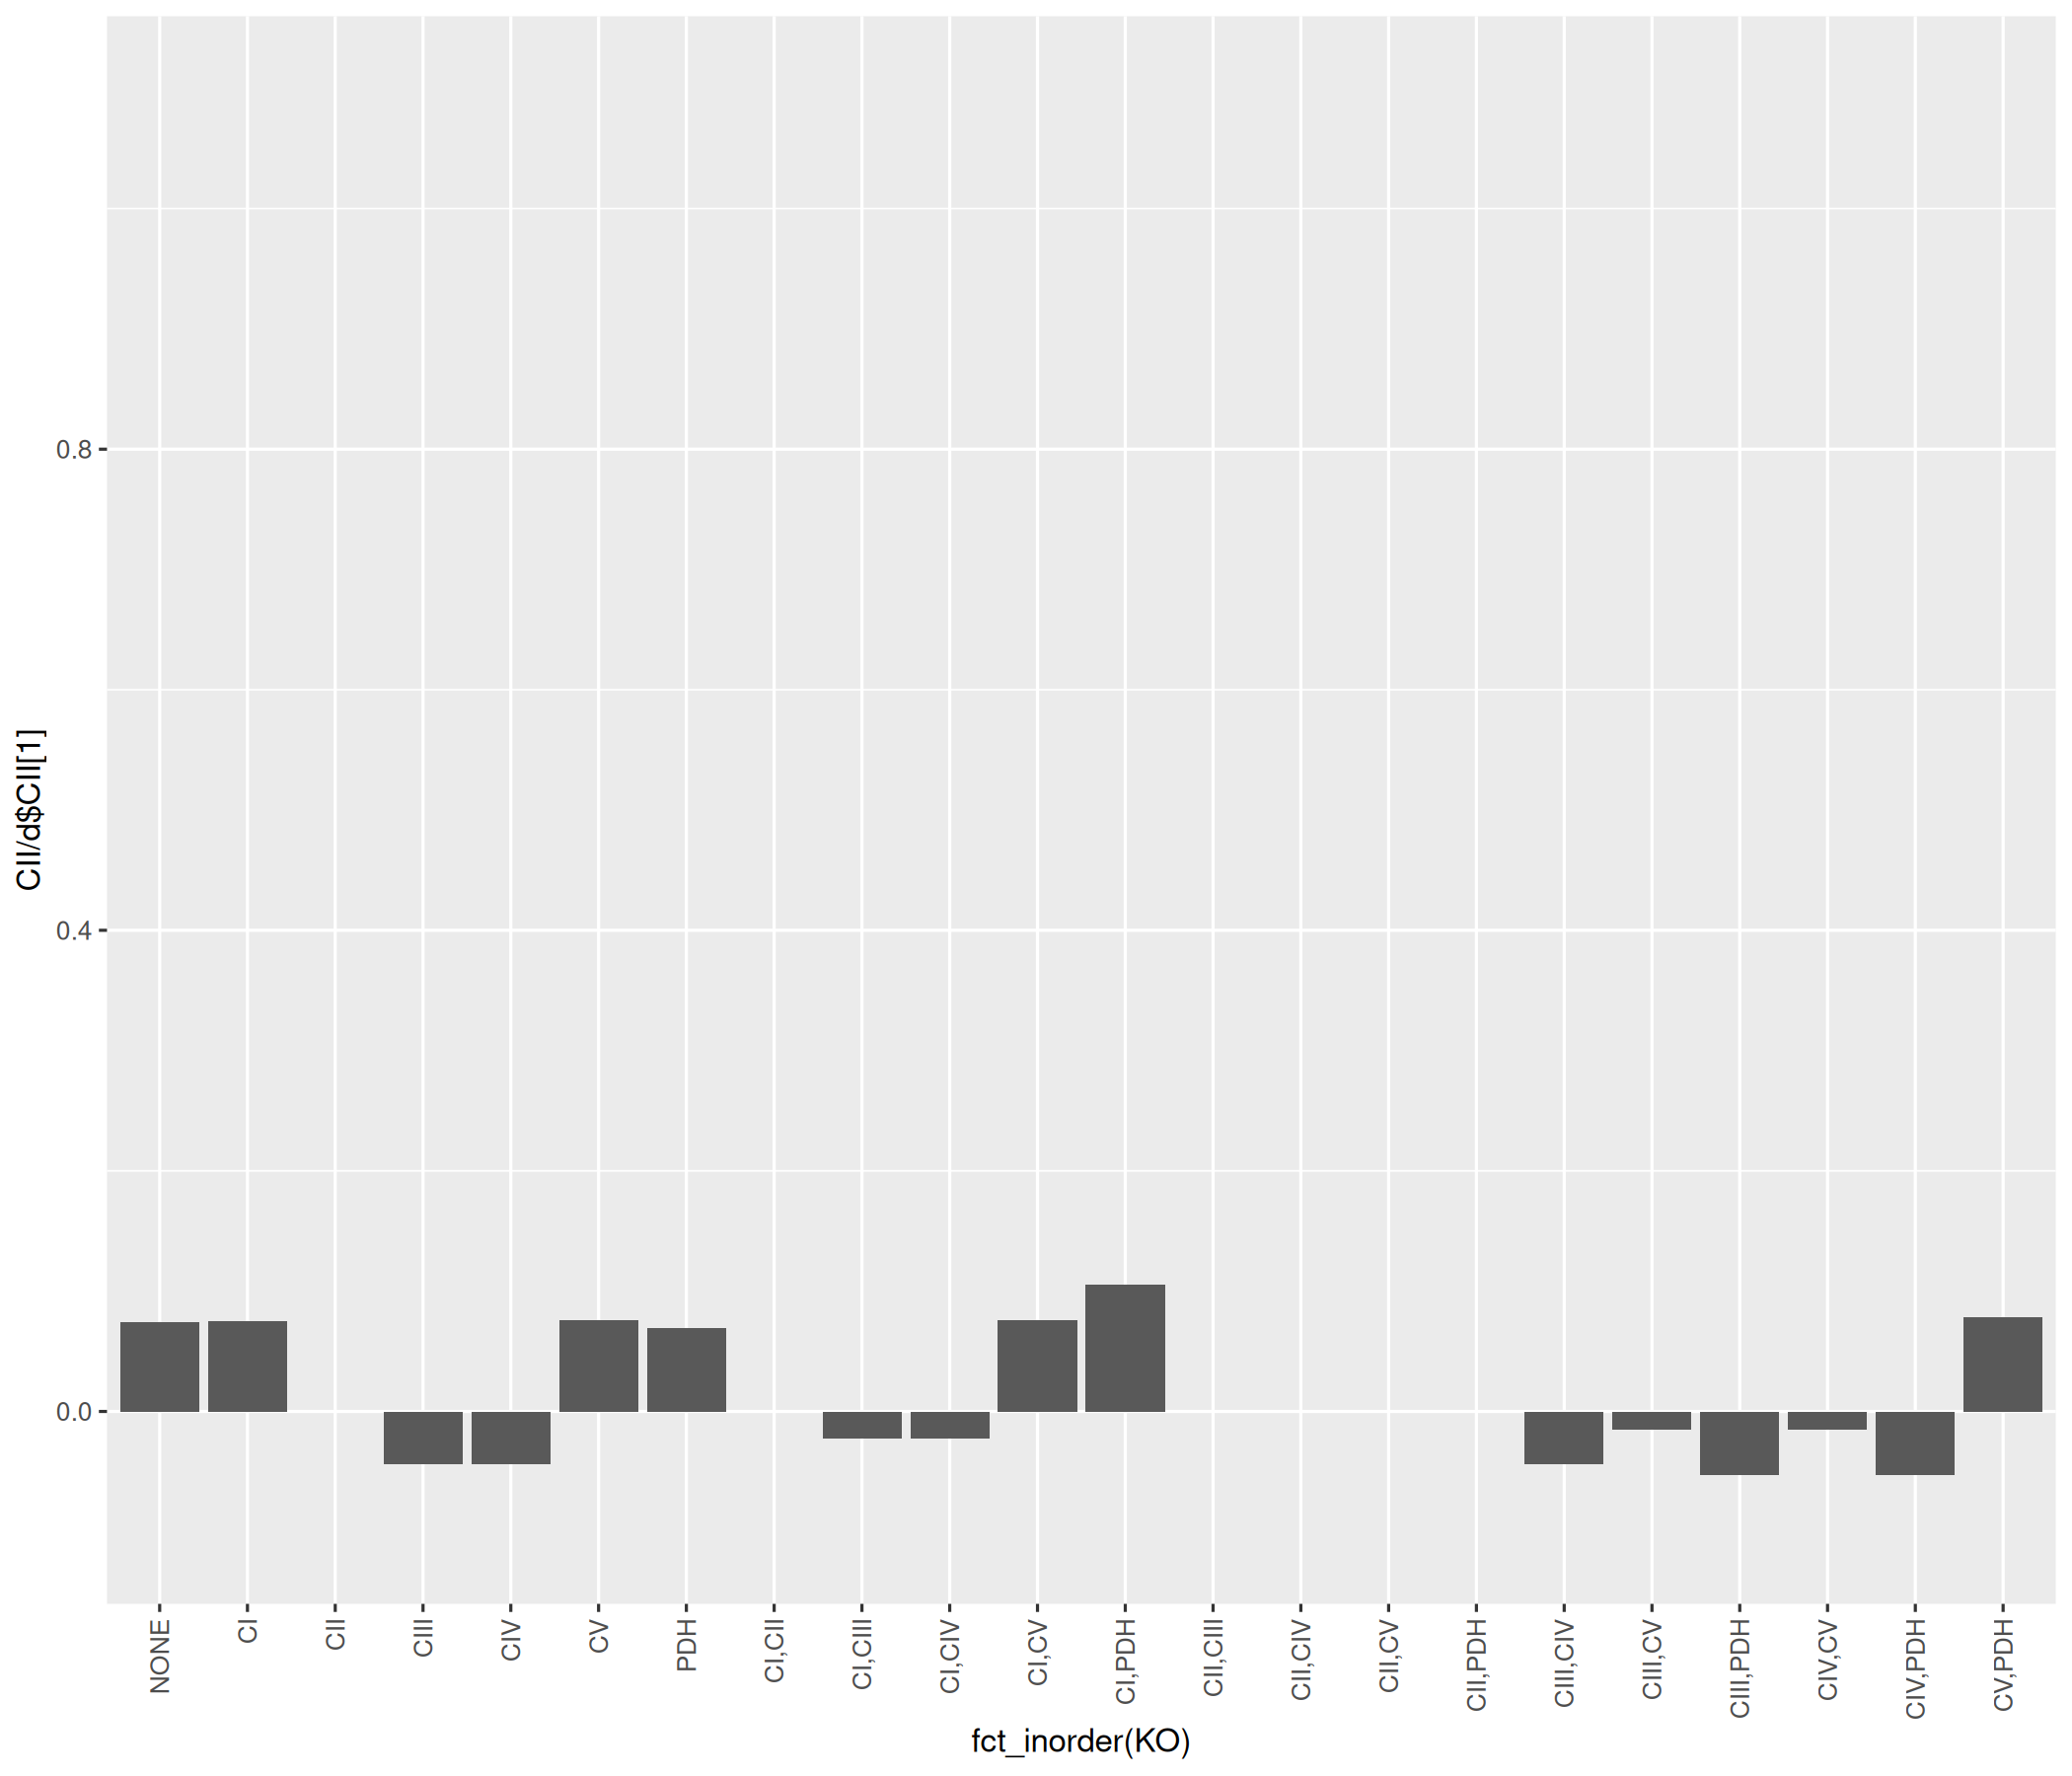 CII/d$CII[1]
0.8
0.4
0.0
NONE
CI
CII
CIII
CIV
CV
PDH
CI,CII
CI,CIII
CI,CIV
CI,CV
CI,PDH
CII,CIII
CII,CIV
CII,CV
CII,PDH
CIII,CIV
CIII,CV
CIII,PDH
CIV,CV
CIV,PDH
CV,PDH
fct_inorder(KO)